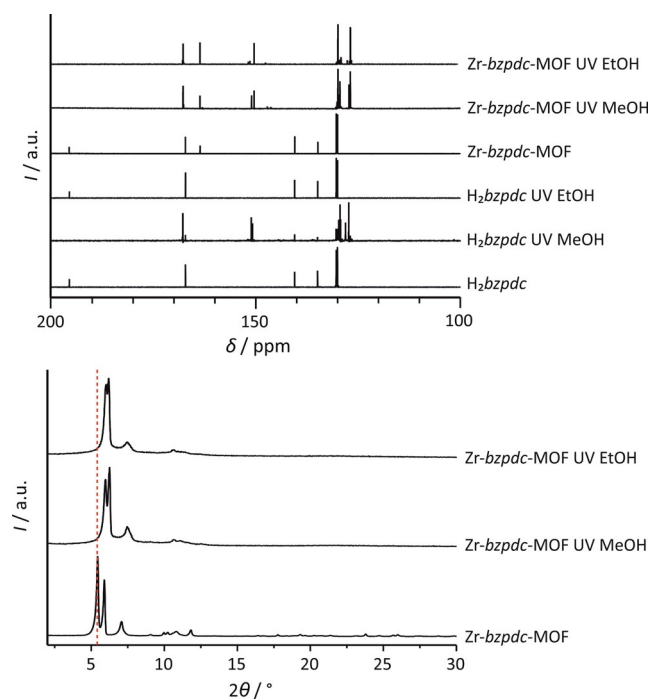 I / a.u.
Zr-bzpdc-MOF UV EtOH
Zr-bzpdc-MOF UV MeOH
Zr-bzpdc-MOF
H₂bzpdc UV EtOH
H₂bzpdc UV MeOH
H₂bzpdc
200 150 100
δ / ppm
I / a.u.
Zr-bzpdc-MOF UV EtOH
Zr-bzpdc-MOF UV MeOH
Zr-bzpdc-MOF
5 10 15 20 25 30
2θ / °